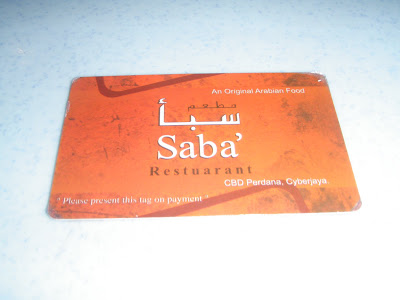 An Original Arabian Food
مطعم
سبأ
Saba'
Restuarant
CBD Perdana, Cyberjaya.
" Please present this tag on payment "